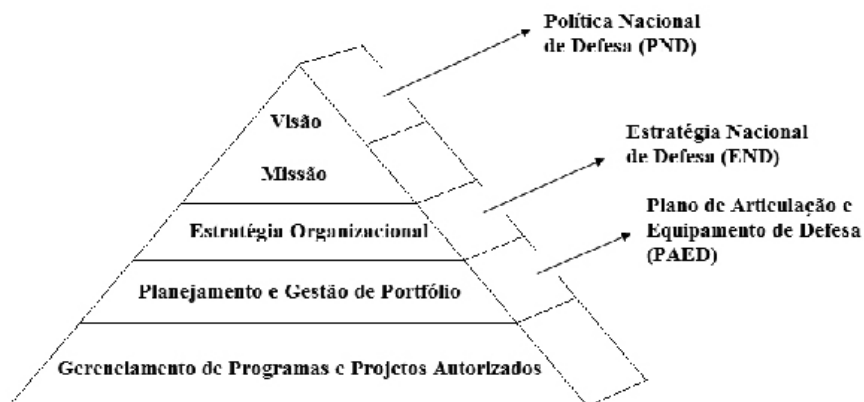 Política Nacional
de Defesa (PND)
Visão
Missão
Estratégia Nacional
de Defesa (END)
Estratégia Organizacional
Plano de Articulação e
Equipamento de Defesa
(PAED)
Planejamento e Gestão de Portfólio
Gerenciamento de Programas e Projetos Autorizados